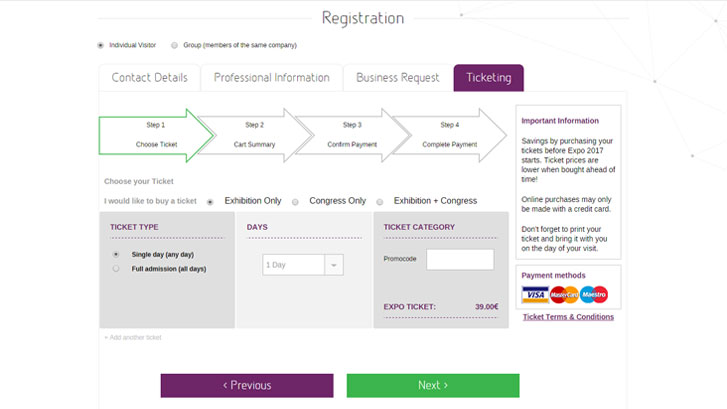 Registration
Individual Visitor
Group (members of the same company)
Contact Details
Professional Information
Business Request
Ticketing
Step 1
Choose Ticket
Step 2
Cart Summary
Step 3
Confirm Payment
Step 4
Complete Payment
Choose your Ticket
I would like to buy a ticket
Exhibition Only
Congress Only
Exhibition + Congress
TICKET TYPE
Single day (any day)
Full admission (all days)
DAYS
1 Day
TICKET CATEGORY
Promocode
EXPO TICKET: 39.00€
+ Add another ticket
Important Information
Savings by purchasing your
tickets before Expo 2017
starts. Ticket prices are
lower when bought ahead of
time!
Online purchases may only
be made with a credit card.
Don't forget to print your
ticket and bring it with you
on the day of your visit.
Payment methods
VISA
MasterCard
Maestro
Ticket Terms & Conditions
‹ Previous
Next ›